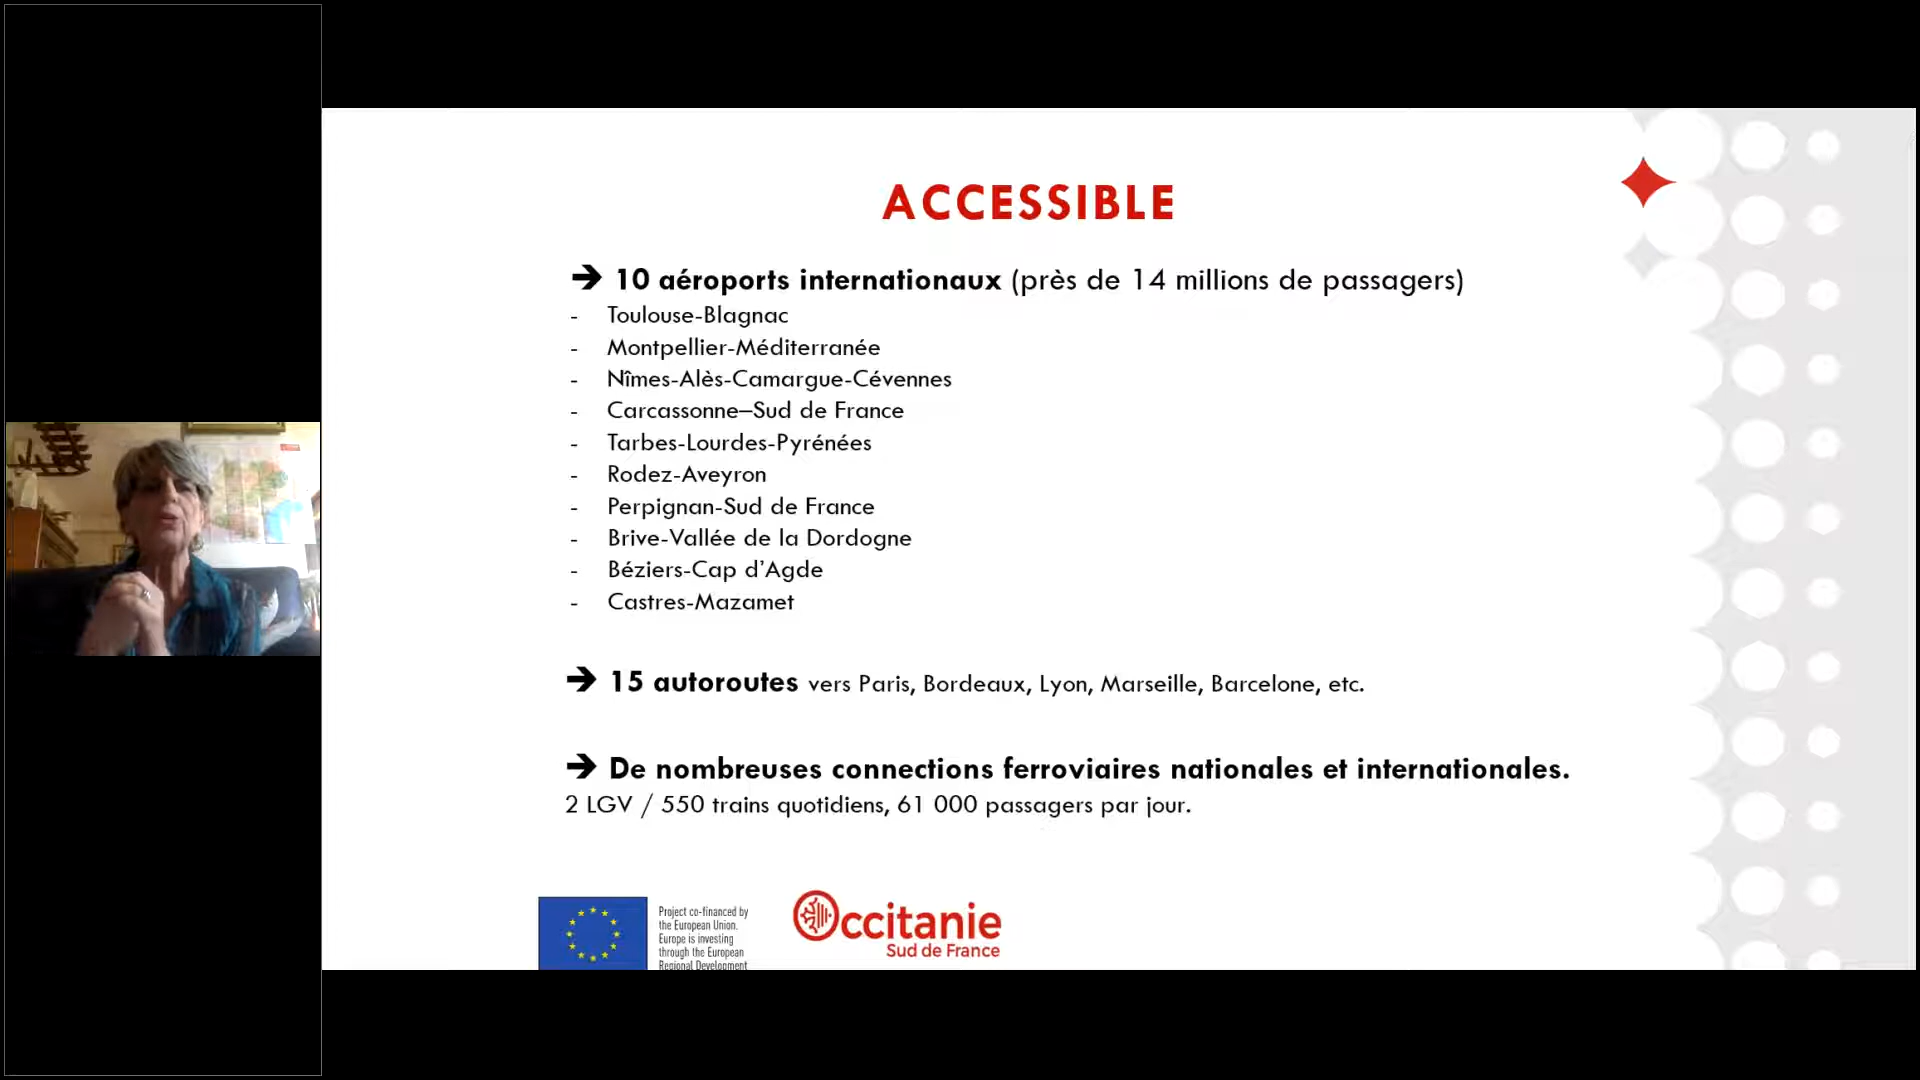 ACCESSIBLE
➔ 10 aéroports internationaux (près de 14 millions de passagers)
- Toulouse-Blagnac
- Montpellier-Méditerranée
- Nîmes-Alès-Camargue-Cévennes
- Carcassonne–Sud de France
- Tarbes-Lourdes-Pyrénées
- Rodez-Aveyron
- Perpignan-Sud de France
- Brive-Vallée de la Dordogne
- Béziers-Cap d’Agde
- Castres-Mazamet
➔ 15 autoroutes vers Paris, Bordeaux, Lyon, Marseille, Barcelone, etc.
➔ De nombreuses connections ferroviaires nationales et internationales.
2 LGV / 550 trains quotidiens, 61 000 passagers par jour.
Project co-financed by
the European Union.
Europe is investing
through the European
Regional Development
Occitanie
Sud de France